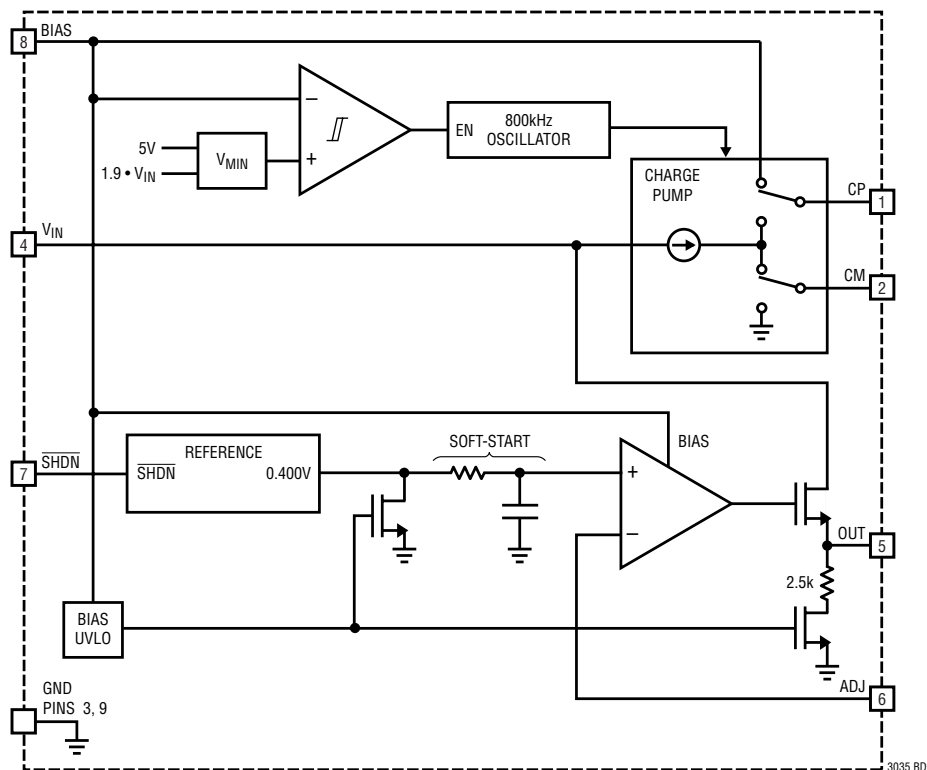 8 BIAS
800kHz
OSCILLATOR
EN
5V
1.9 • VIN
VMIN
−
+
CHARGE
PUMP
CP
1
VIN
4
CM
2
SOFT-START
BIAS
REFERENCE
SHDN
7
SHDN
0.400V
+
−
OUT
5
2.5k
BIAS
UVLO
GND
PINS 3, 9
ADJ
6
3035 BD